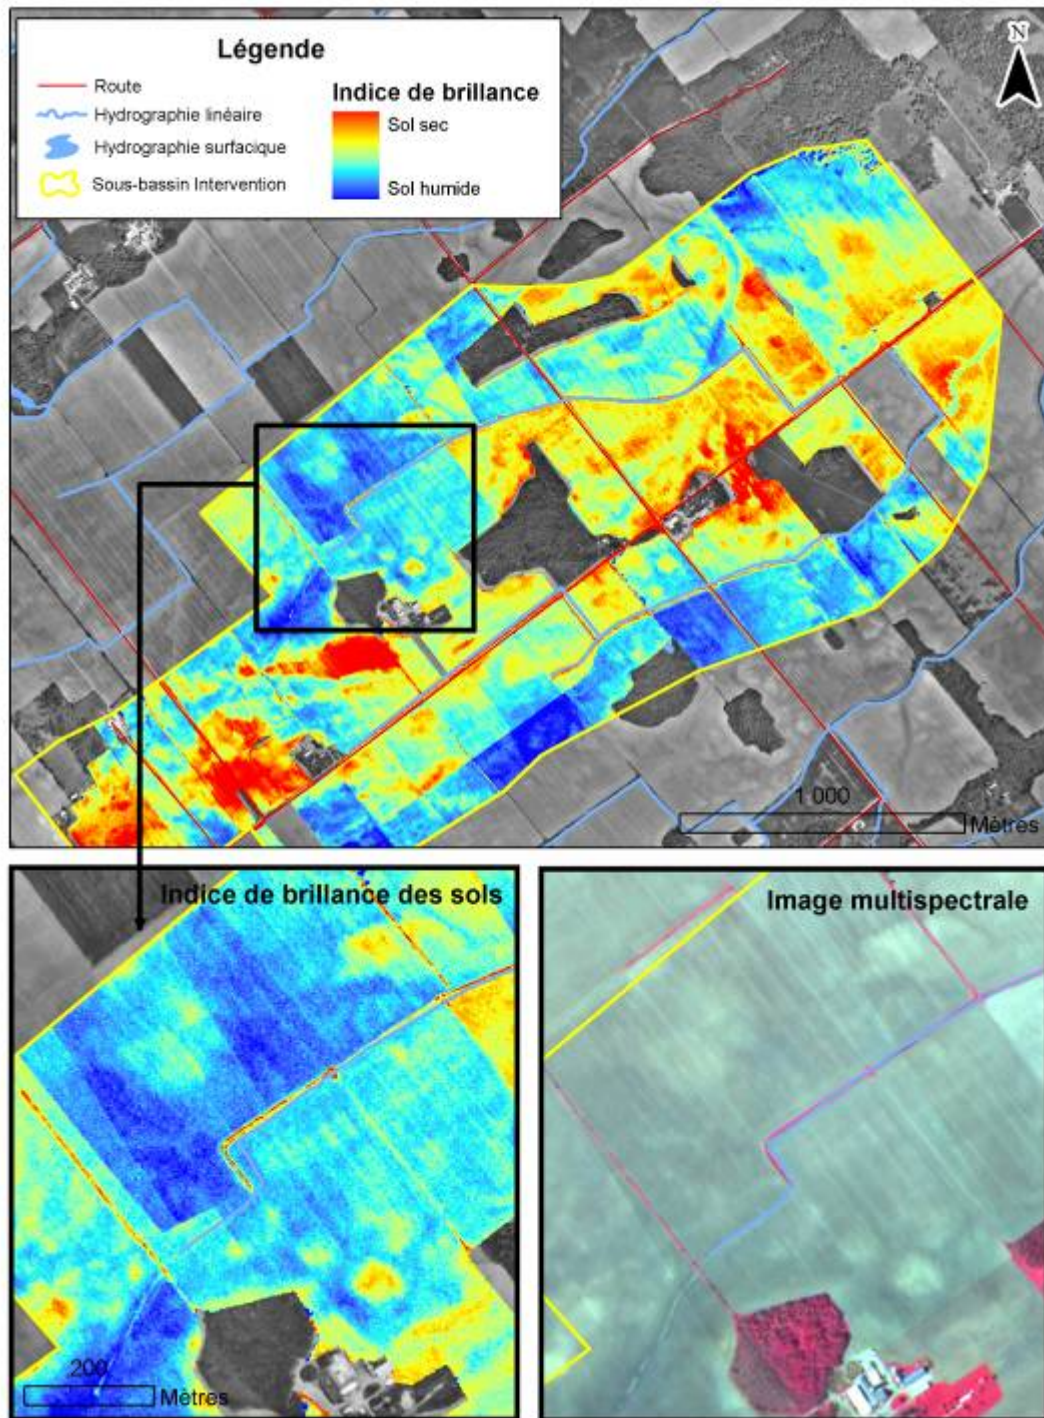 Légende
Route
Hydrographie linéaire
Hydrographie surfacique
Sous-bassin Intervention
Indice de brillance
Sol sec
Sol humide
N
1 000
Mètres
Indice de brillance des sols
200
Mètres
Image multispectrale